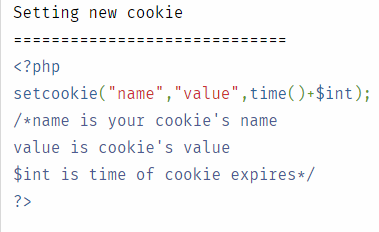 Setting new cookie
=============================
<?php
setcookie("name","value",time()+$int);
/*name is your cookie's name
value is cookie's value
$int is time of cookie expires*/
?>